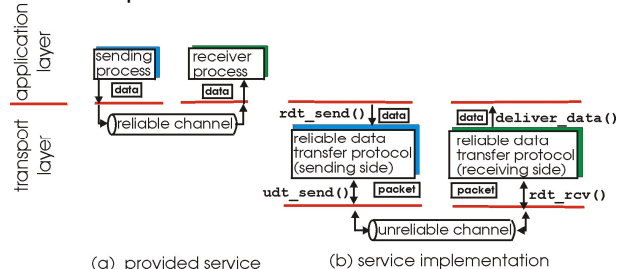 application
layer
transport
layer
sending
process
receiver
process
data
data
reliable channel
(a) provided service
rdt_send()
data
data
deliver_data()
reliable data
transfer protocol
(sending side)
reliable data
transfer protocol
(receiving side)
udt_send()
packet
packet
rdt_rcv()
unreliable channel
(b) service implementation